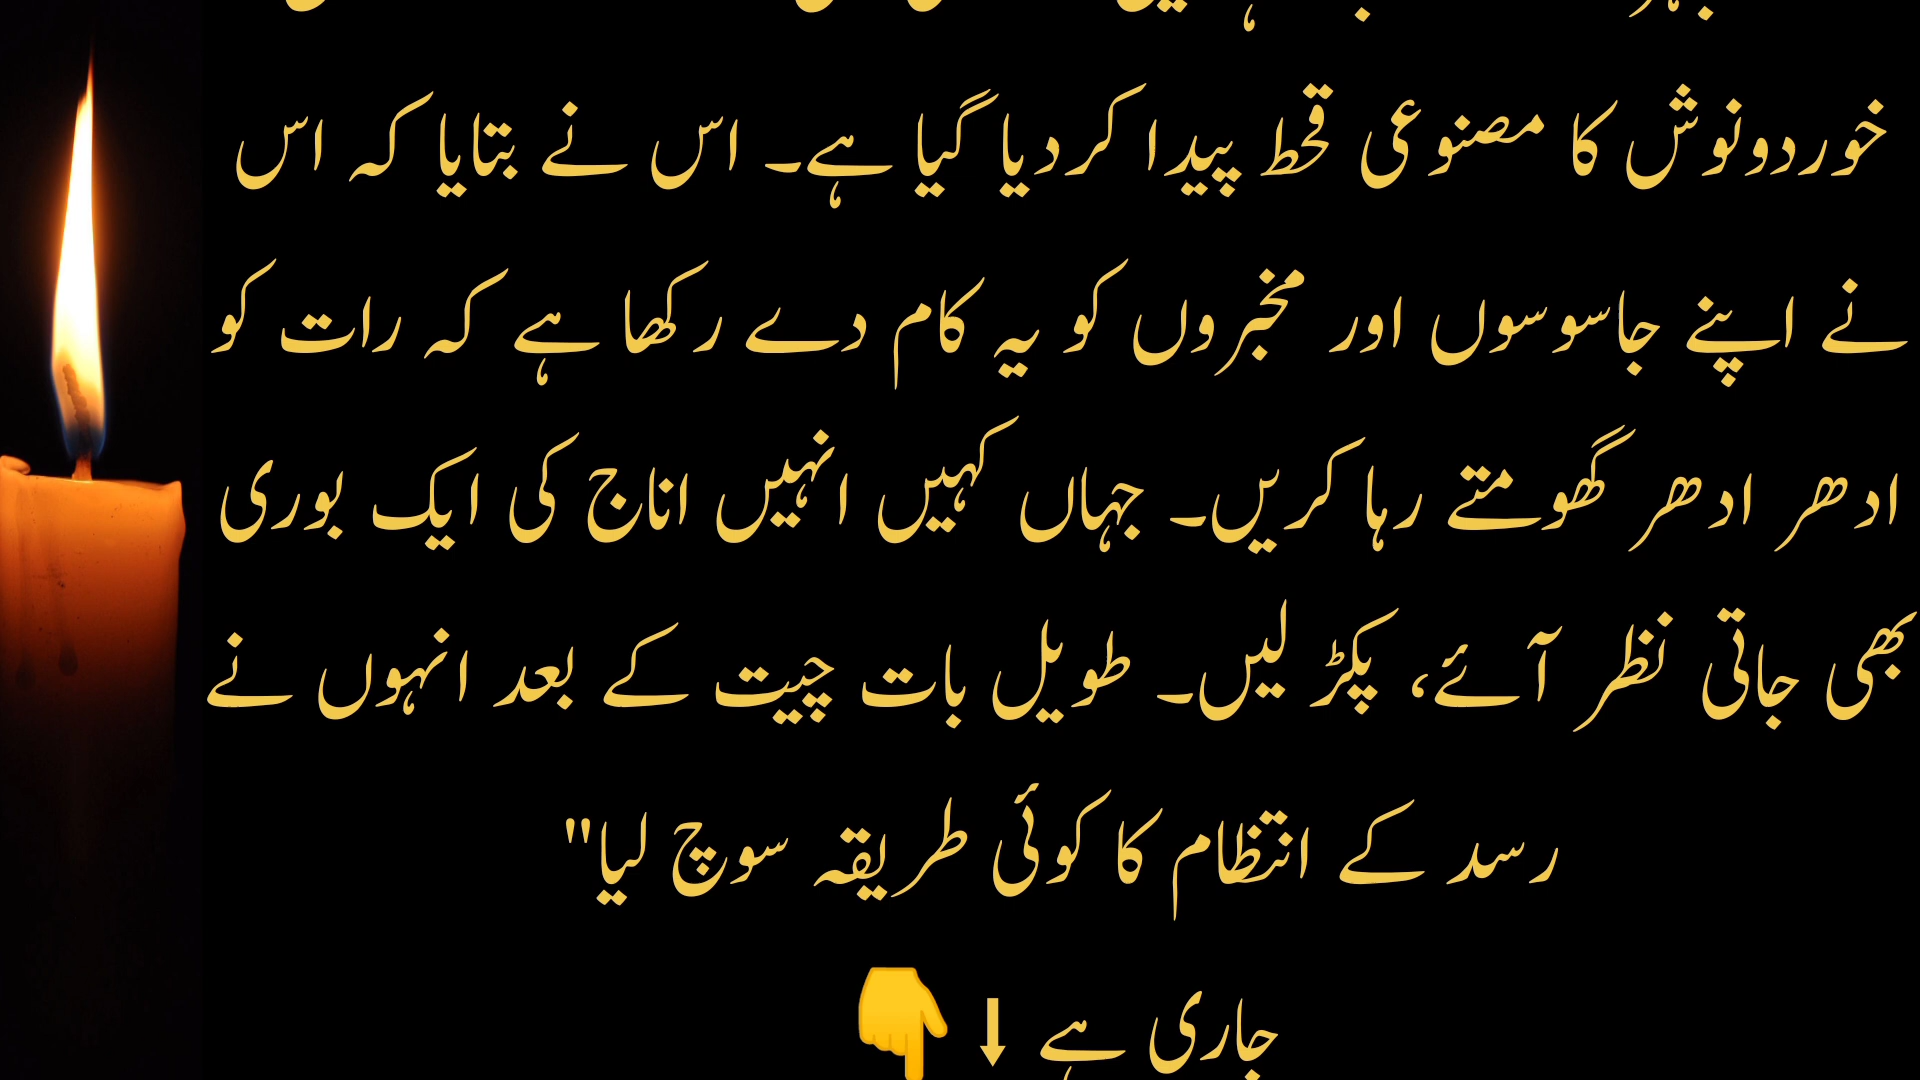 خوردونوش کا مصنوعی قحط پیدا کردیا گیا ہے۔ اس نے بتایا کہ اس
نے اپنے جاسوسوں اور مخبروں کو یہ کام دے رکھا ہے کہ رات کو
ادھر ادھر گھومتے رہا کریں۔ جہاں کہیں انہیں اناج کی ایک بوری
بھی جاتی نظر آئے، پکڑ لیں۔ طویل بات چیت کے بعد انہوں نے
رسد کے انتظام کا کوئی طریقہ سوچ لیا"
جاری ہے ⬇👇